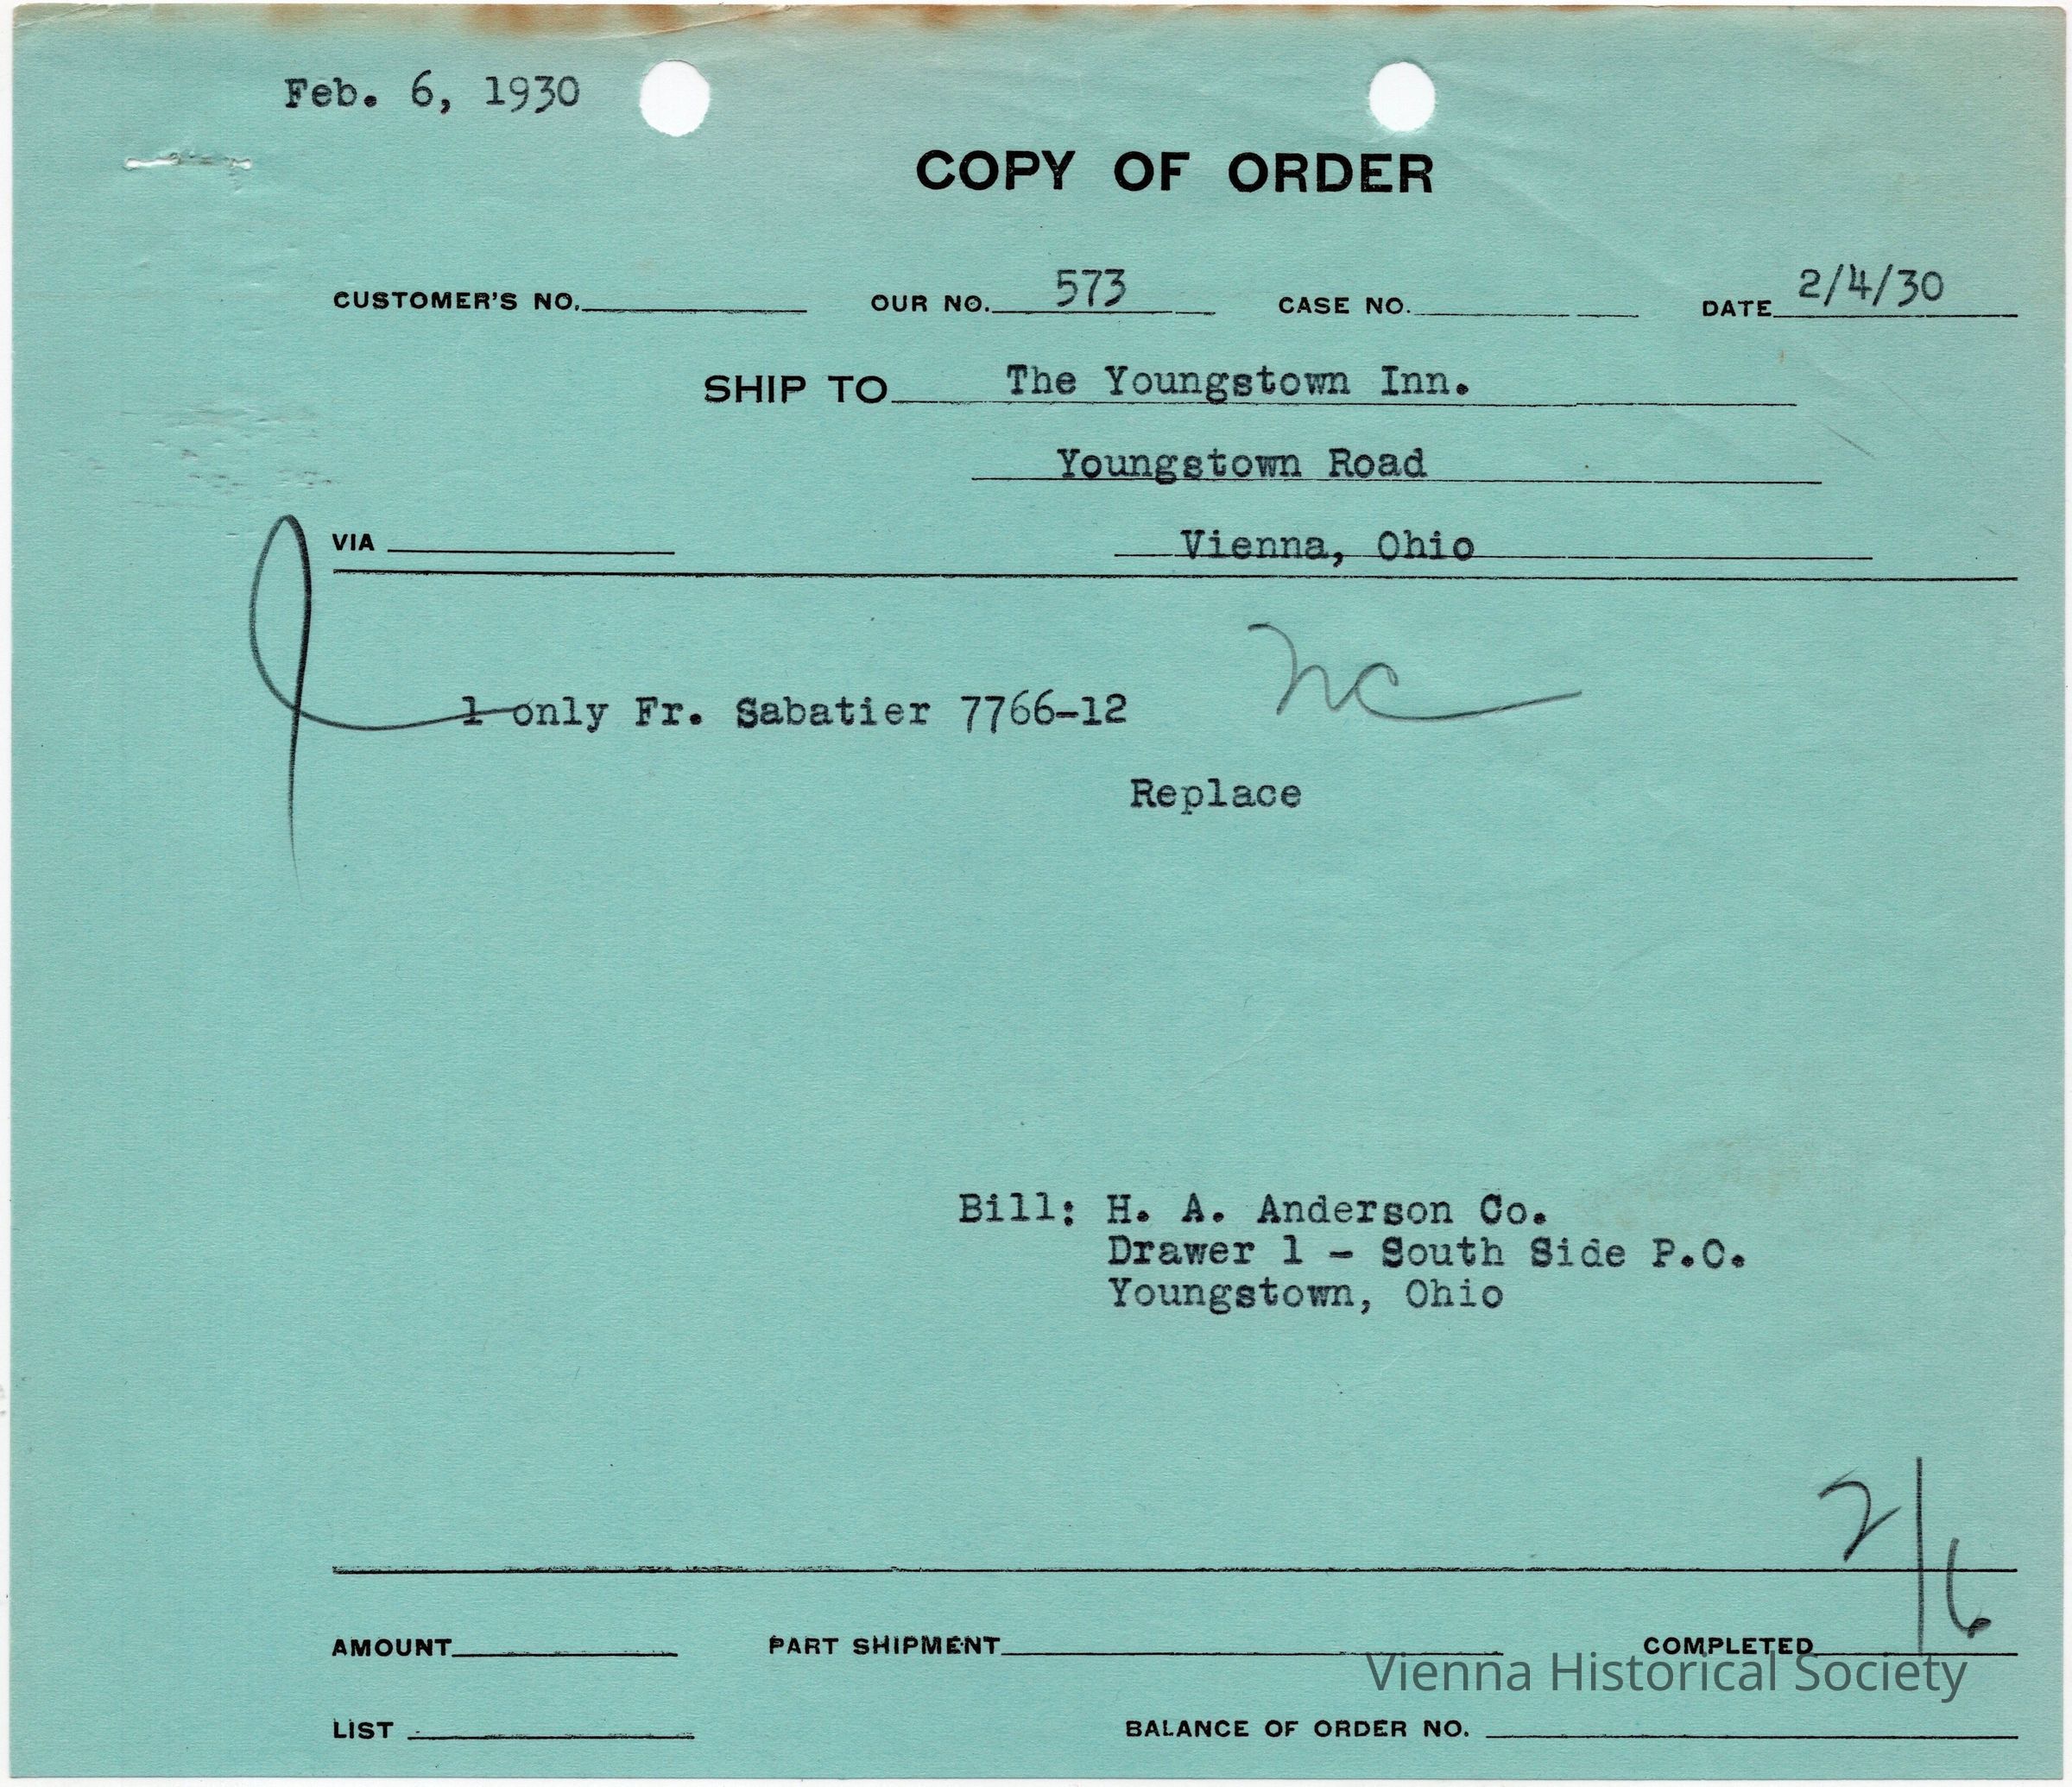 Feb. 6, 1930
COPY OF ORDER
CUSTOMER'S NO. OUR NO. 573 CASE NO. DATE 2/4/30
SHIP TO The Youngstown Inn.
Youngstown Road
VIA Vienna, Ohio
nc
1 only Fr. Sabatier 7766-12
Replace
Bill: H. A. Anderson Co.
Drawer 1 - South Side P.O.
Youngstown, Ohio
2/6
AMOUNT PART SHIPMENT COMPLETED
Vienna Historical Society
LIST BALANCE OF ORDER NO.